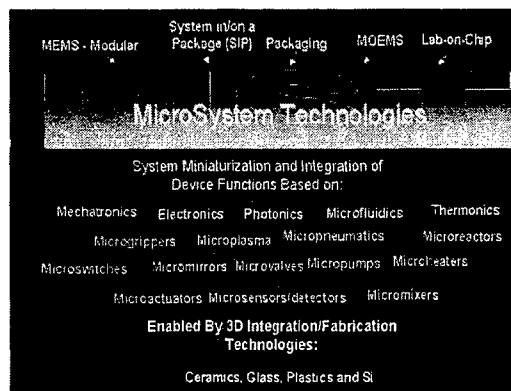 System in/on a
MEMS - Modular Package (SIP) Packaging MOEMS Lab-on-Chip
MicroSystem Technologies
System Miniaturization and Integration of
Device Functions Based on:
Mechatronics Electronics Photonics Microfluidics Thermonics
Microgrippers Microplasma Micropneumatics Microreactors
Microswitches Micromirrors Microvalves Micropumps Microheaters
Microactuators Microsensors/detectors Micromixers
Enabled By 3D Integration/Fabrication
Technologies:
Ceramics, Glass, Plastics and Si